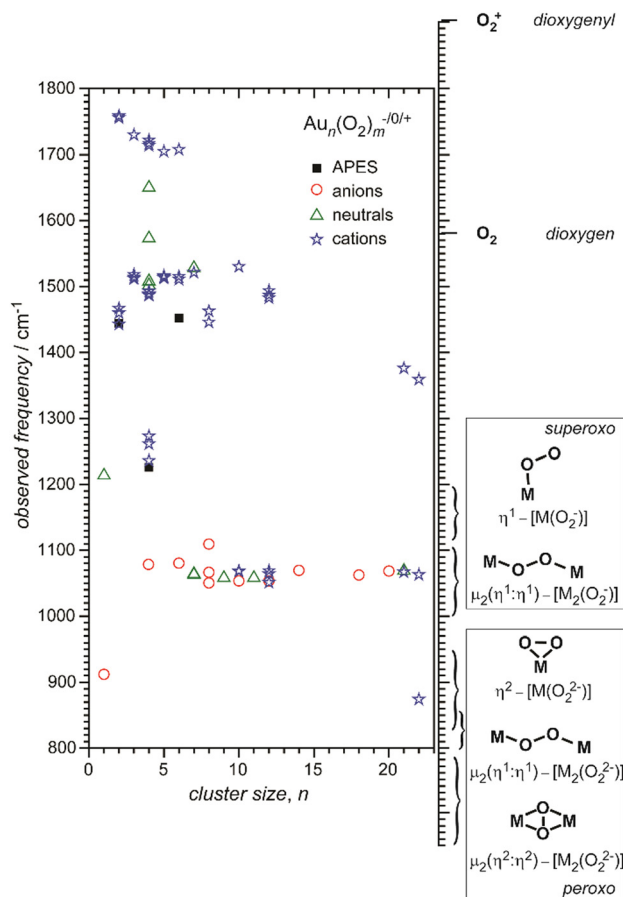 O₂⁺ dioxygenyl
1800
1700
1600
1500
1400
1300
1200
1100
1000
900
800
observed frequency / cm⁻¹
Auₙ(O₂)ₘ⁻/⁰/⁺
APES
anions
neutrals
cations
0 5 10 15 20
cluster size, n
O₂ dioxygen
superoxo
O O
M
η¹–[M(O₂⁻)]
M O O M
μ₂(η¹:η¹)–[M₂(O₂⁻)]
O O
M
η²–[M(O₂²⁻)]
M O O M
μ₂(η¹:η¹)–[M₂(O₂²⁻)]
O
M M
O
μ₂(η²:η²)–[M₂(O₂²⁻)]
peroxo